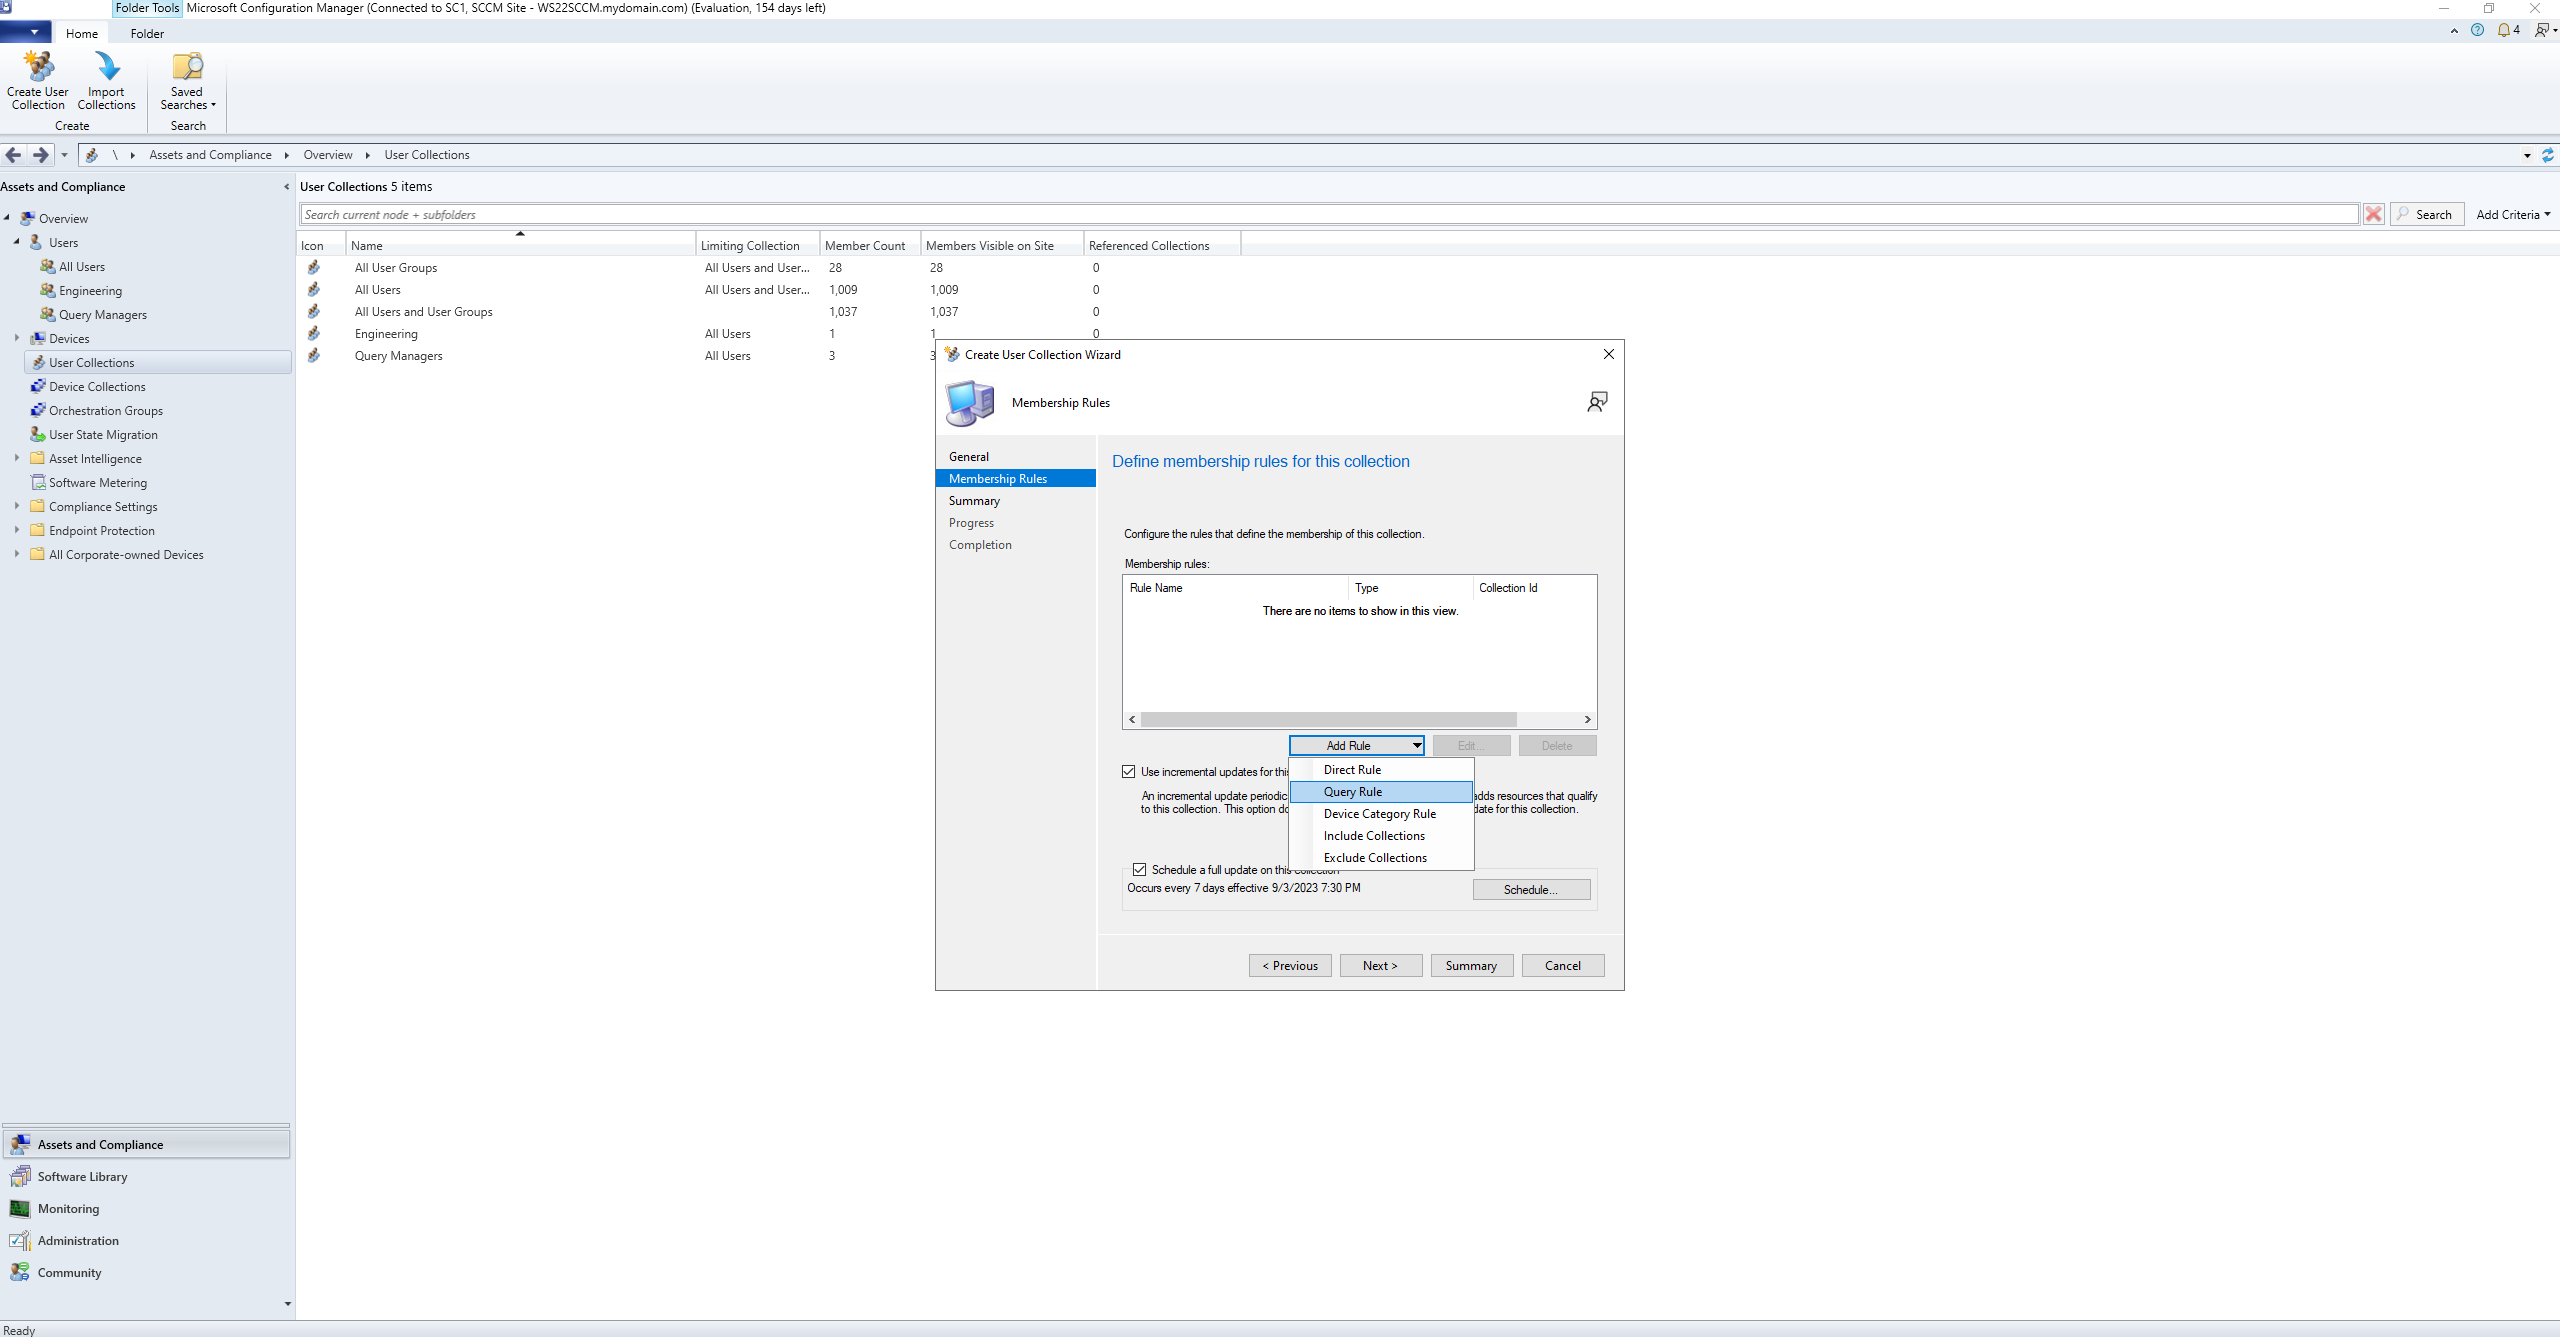 Folder Tools Microsoft Configuration Manager (Connected to SC1, SCCM Site - WS22SCCM.mydomain.com) (Evaluation, 154 days left)
Home Folder
4
Create User Collection
Import Collections
Saved Searches
Create
Search
\ Assets and Compliance Overview User Collections
Assets and Compliance
Overview
Users
All Users
Engineering
Query Managers
Devices
User Collections
Device Collections
Orchestration Groups
User State Migration
Asset Intelligence
Software Metering
Compliance Settings
Endpoint Protection
All Corporate-owned Devices
Assets and Compliance
Software Library
Monitoring
Administration
Community
Ready
User Collections 5 items
Search current node + subfolders
Search
Add Criteria
Icon Name Limiting Collection Member Count Members Visible on Site Referenced Collections
All User Groups All Users and User... 28 28 0
All Users All Users and User... 1,009 1,009 0
All Users and User Groups 1,037 1,037 0
Engineering All Users 1 1 0
Query Managers All Users 3 3
Create User Collection Wizard
Membership Rules
General
Membership Rules
Summary
Progress
Completion
Define membership rules for this collection
Configure the rules that define the membership of this collection.
Membership rules:
Rule Name Type Collection Id
There are no items to show in this view.
Add Rule Edit... Delete
Direct Rule
Query Rule
Device Category Rule
Include Collections
Exclude Collections
Use incremental updates for
An incremental update adds resources that qualify
to this collection. This option for this collection.
Schedule a full update on this collection
Occurs every 7 days effective 9/3/2023 7:30 PM
Schedule...
< Previous Next > Summary Cancel